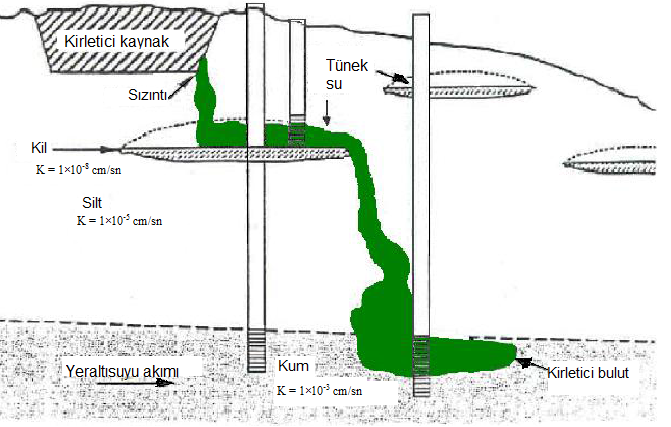 Kirletici kaynak
Sızıntı
Tünek
su
Kil
K = 1×10⁻⁸ cm/sn
Silt
K = 1×10⁻⁵ cm/sn
Yeraltısuyu akımı
Kum
K = 1×10⁻³ cm/sn
Kirletici bulut